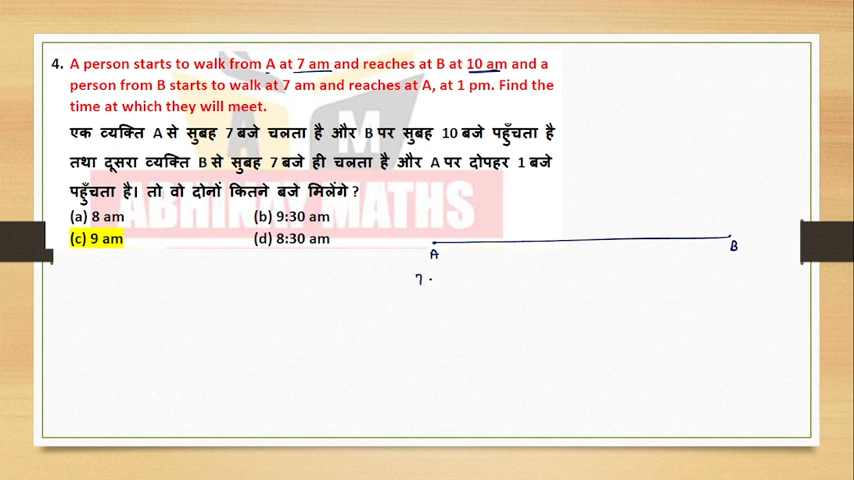 4. A person starts to walk from A at 7 am and reaches at B at 10 am and a
person from B starts to walk at 7 am and reaches at A, at 1 pm. Find the
time at which they will meet.
एक व्यक्ति A से सुबह 7 बजे चलता है और B पर सुबह 10 बजे पहुँचता है
तथा दूसरा व्यक्ति B से सुबह 7 बजे ही चलता है और A पर दोपहर 1 बजे
पहुँचता है। तो वो दोनों कितने बजे मिलेंगे ?
(a) 8 am (b) 9:30 am
(c) 9 am (d) 8:30 am
A B
7 .
AM
ABHINAY MATHS